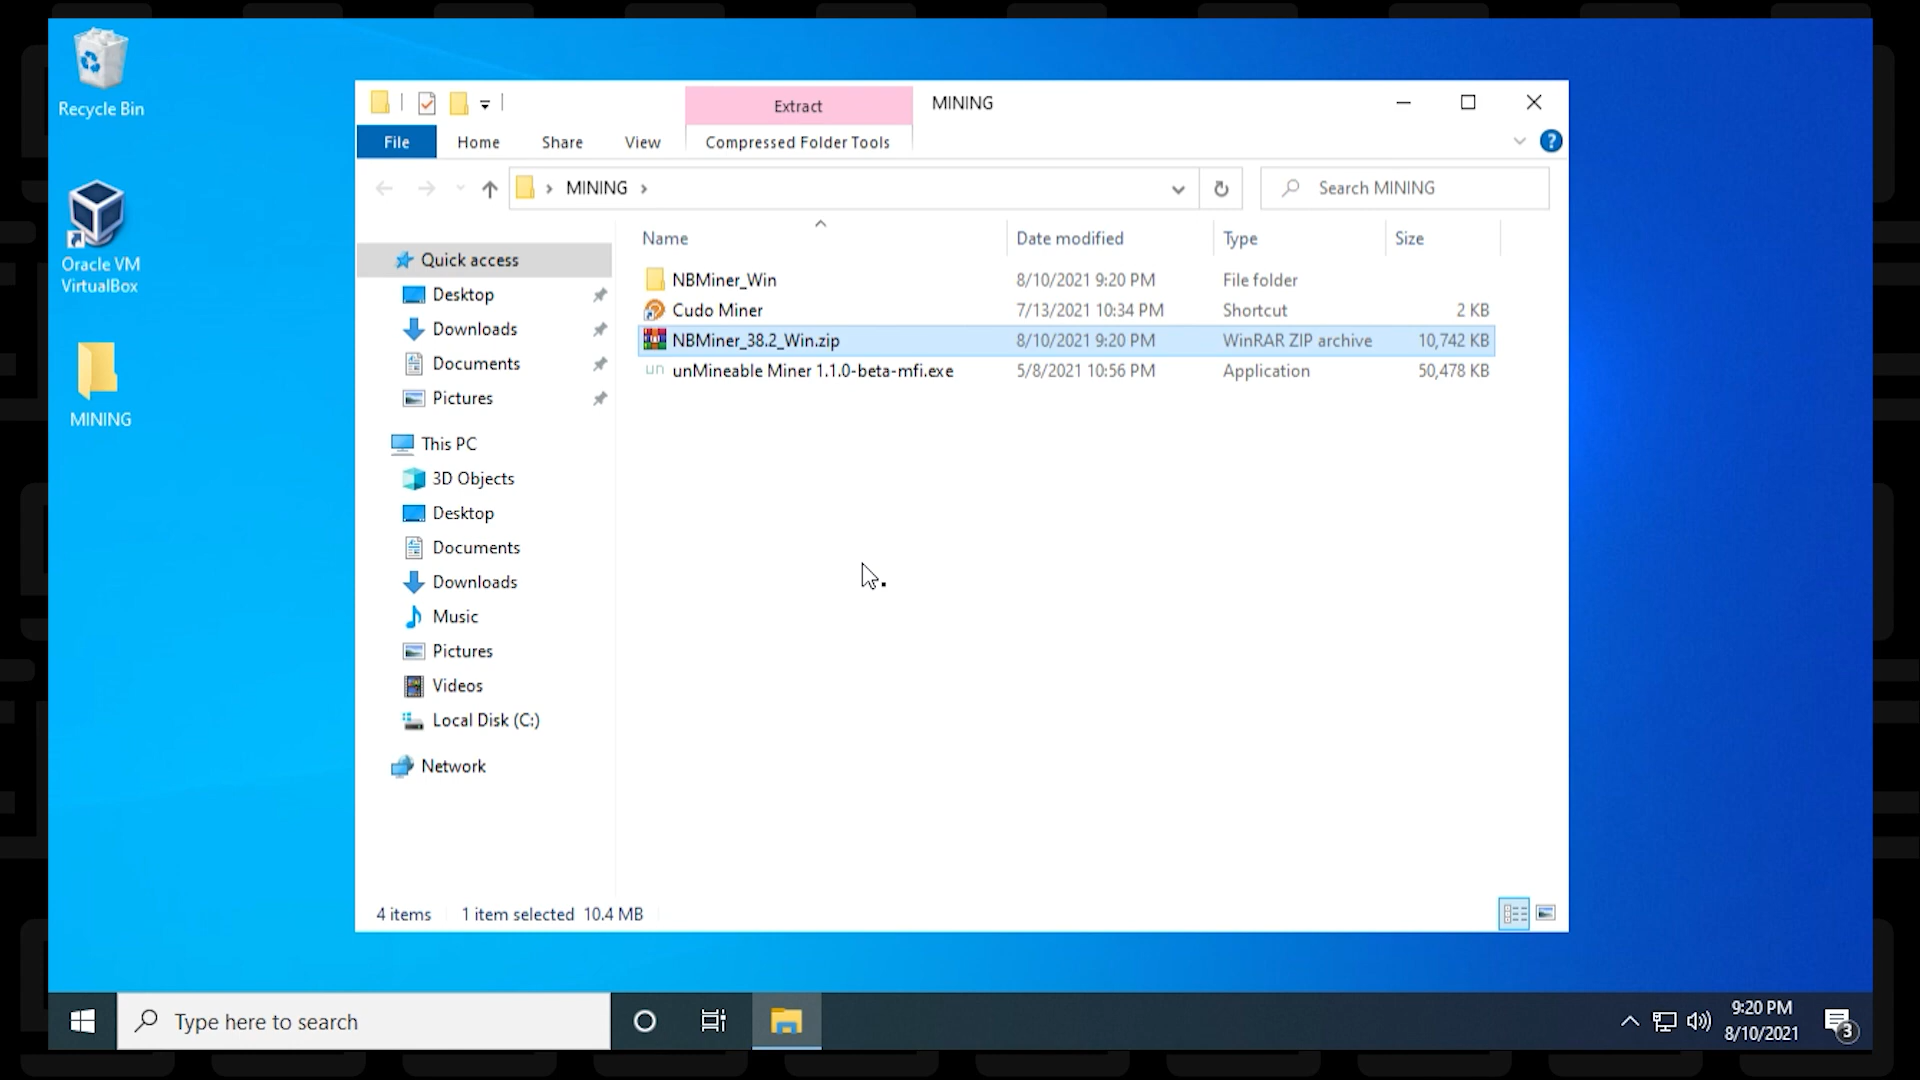 Recycle Bin
Oracle VM
VirtualBox
MINING
Extract
MINING
File
Home
Share
View
Compressed Folder Tools
?
MINING
Search MINING
Name
Date modified
Type
Size
NBMiner_Win
8/10/2021 9:20 PM
File folder
Cudo Miner
7/13/2021 10:34 PM
Shortcut
2 KB
NBMiner_38.2_Win.zip
8/10/2021 9:20 PM
WinRAR ZIP archive
10,742 KB
un
unMineable Miner 1.1.0-beta-mfi.exe
5/8/2021 10:56 PM
Application
50,478 KB
Quick access
Desktop
Downloads
Documents
Pictures
This PC
3D Objects
Desktop
Documents
Downloads
Music
Pictures
Videos
Local Disk (C:)
Network
4 items
1 item selected 10.4 MB
Type here to search
9:20 PM
8/10/2021
3